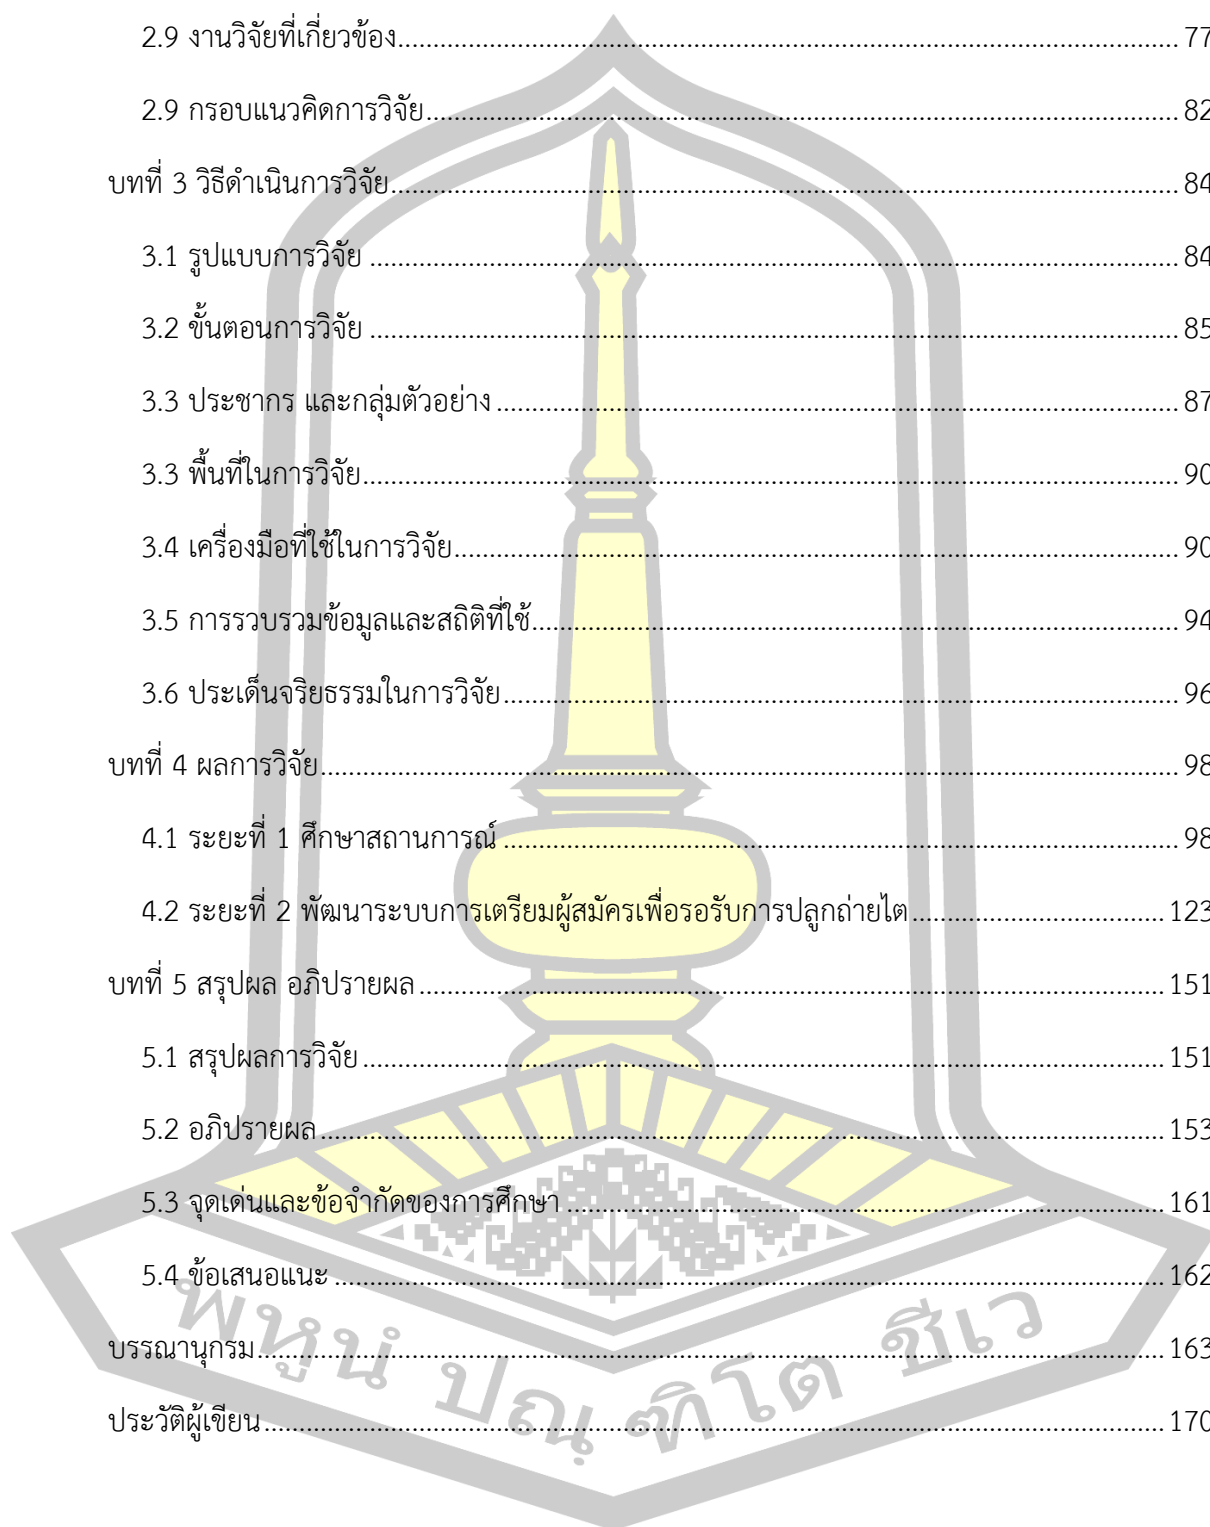 2.9 งานวิจัยที่เกี่ยวข้อง.......... 77
2.9 กรอบแนวคิดการวิจัย.......... 82
บทที่ 3 วิธีดำเนินการวิจัย.......... 84
3.1 รูปแบบการวิจัย.......... 84
3.2 ขั้นตอนการวิจัย.......... 85
3.3 ประชากร และกลุ่มตัวอย่าง.......... 87
3.3 พื้นที่ในการวิจัย.......... 90
3.4 เครื่องมือที่ใช้ในการวิจัย.......... 90
3.5 การรวบรวมข้อมูลและสถิติที่ใช้.......... 94
3.6 ประเด็นจริยธรรมในการวิจัย.......... 96
บทที่ 4 ผลการวิจัย.......... 98
4.1 ระยะที่ 1 ศึกษาสถานการณ์.......... 98
4.2 ระยะที่ 2 พัฒนาระบบการเตรียมผู้สมัครเพื่อรอรับการปลูกถ่ายไต.......... 123
บทที่ 5 สรุปผล อภิปรายผล.......... 151
5.1 สรุปผลการวิจัย.......... 151
5.2 อภิปรายผล.......... 153
5.3 จุดเด่นและข้อจำกัดของการศึกษา.......... 161
5.4 ข้อเสนอแนะ.......... 162
บรรณานุกรม.......... 163
ประวัติผู้เขียน.......... 170
พหูนํ ปณฺฑิโต ชีเว